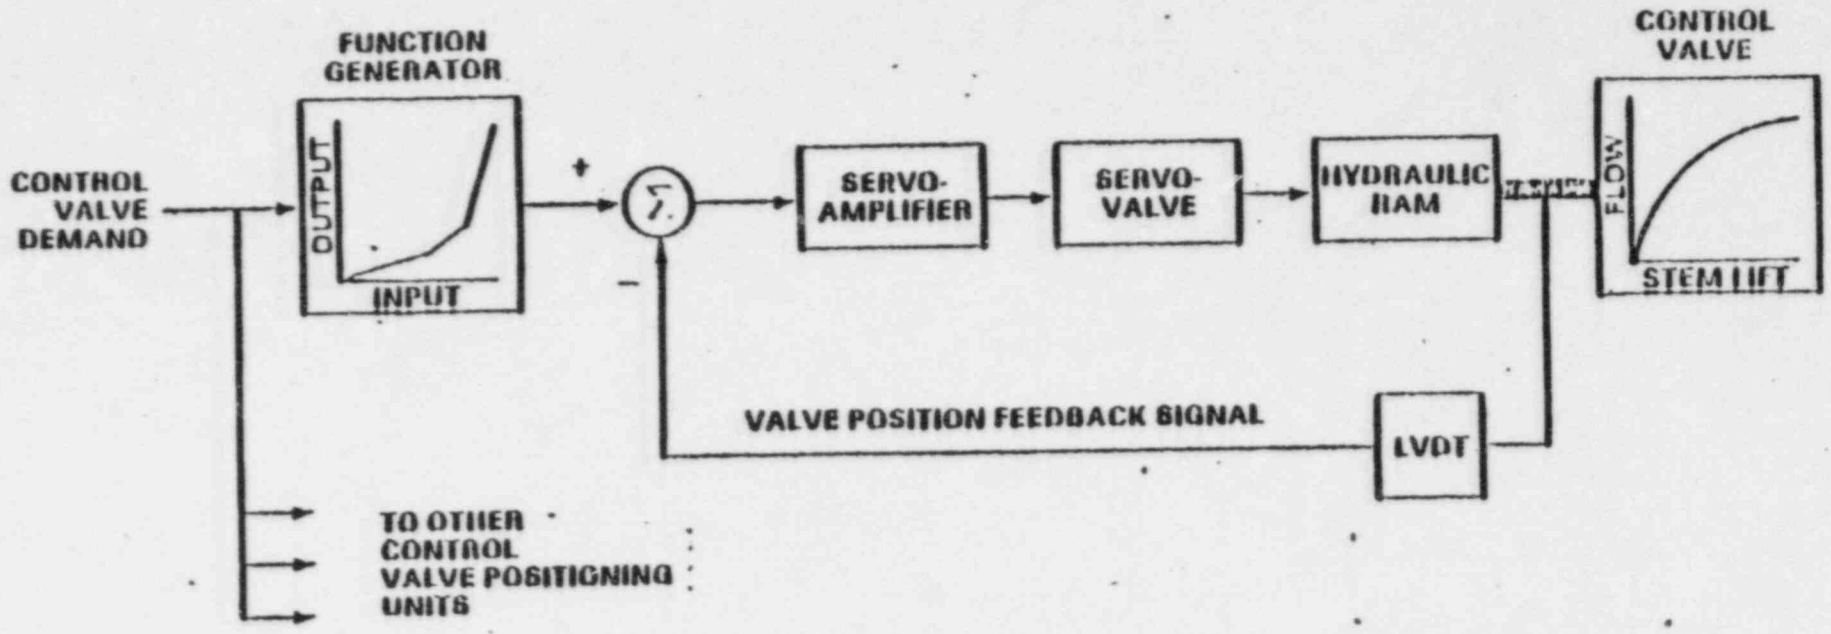 FUNCTION
GENERATOR
CONTROL
VALVE
CONTROL
VALVE
DEMAND
OUTPUT
INPUT
+
Σ
-
SERVO-
AMPLIFIER
SERVO-
VALVE
HYDRAULIC
RAM
FLOW
STEM LIFT
VALVE POSITION FEEDBACK SIGNAL
LVDT
TO OTHER
CONTROL
VALVE POSITIONING
UNITS